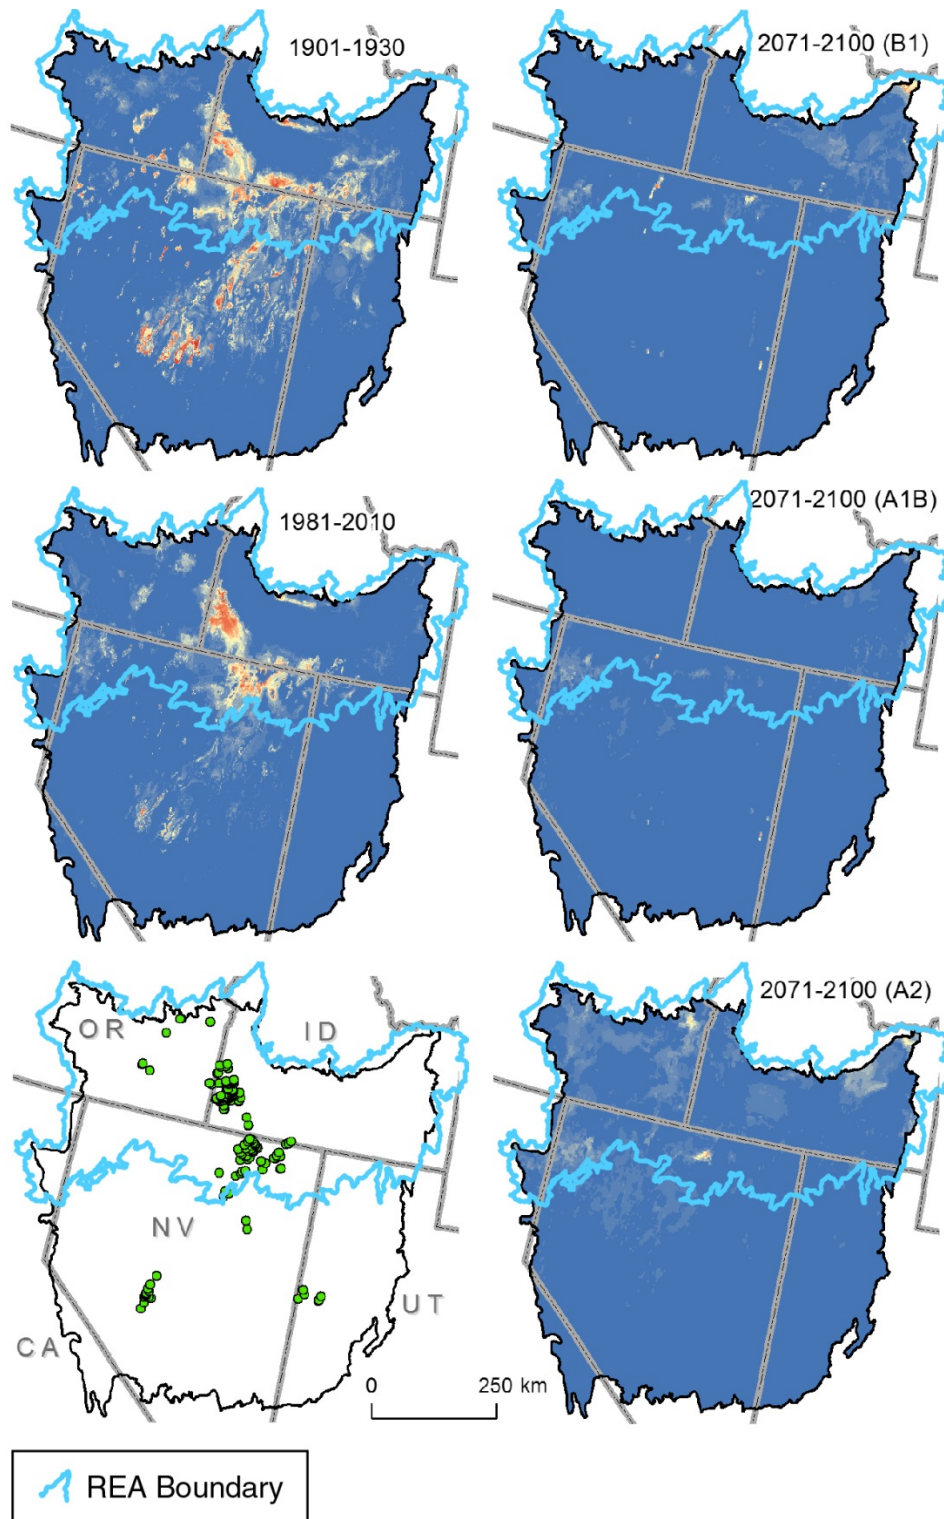 1901-1930
2071-2100 (B1)
1981-2010
2071-2100 (A1B)
OR
ID
NV
UT
CA
0 250 km
2071-2100 (A2)
REA Boundary